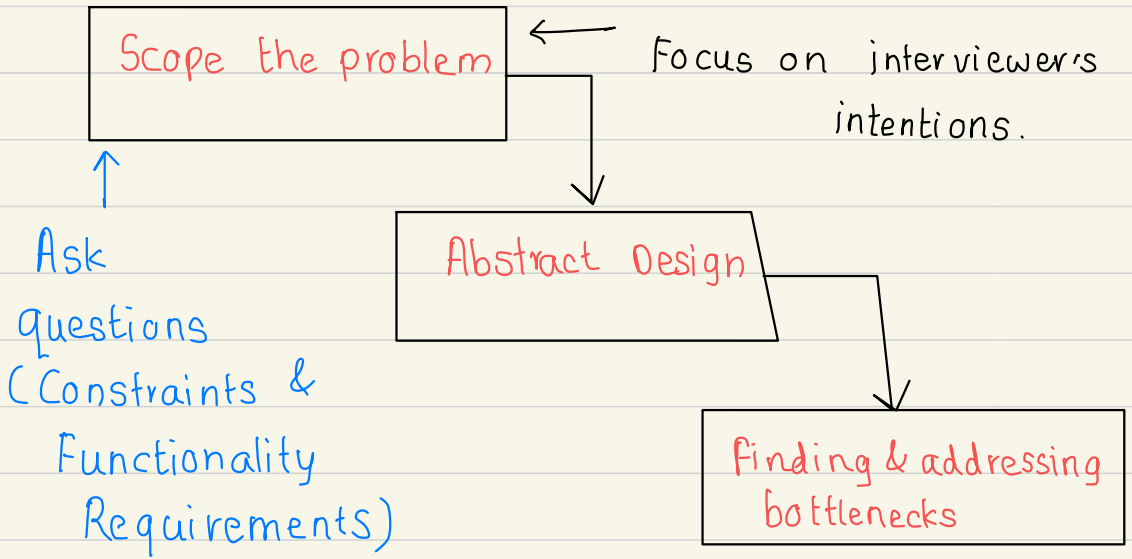 Scope the problem
Focus on interviewer's
intentions.
Ask
questions
(Constraints &
Functionality
Requirements)
Abstract Design
Finding & addressing
bottlenecks